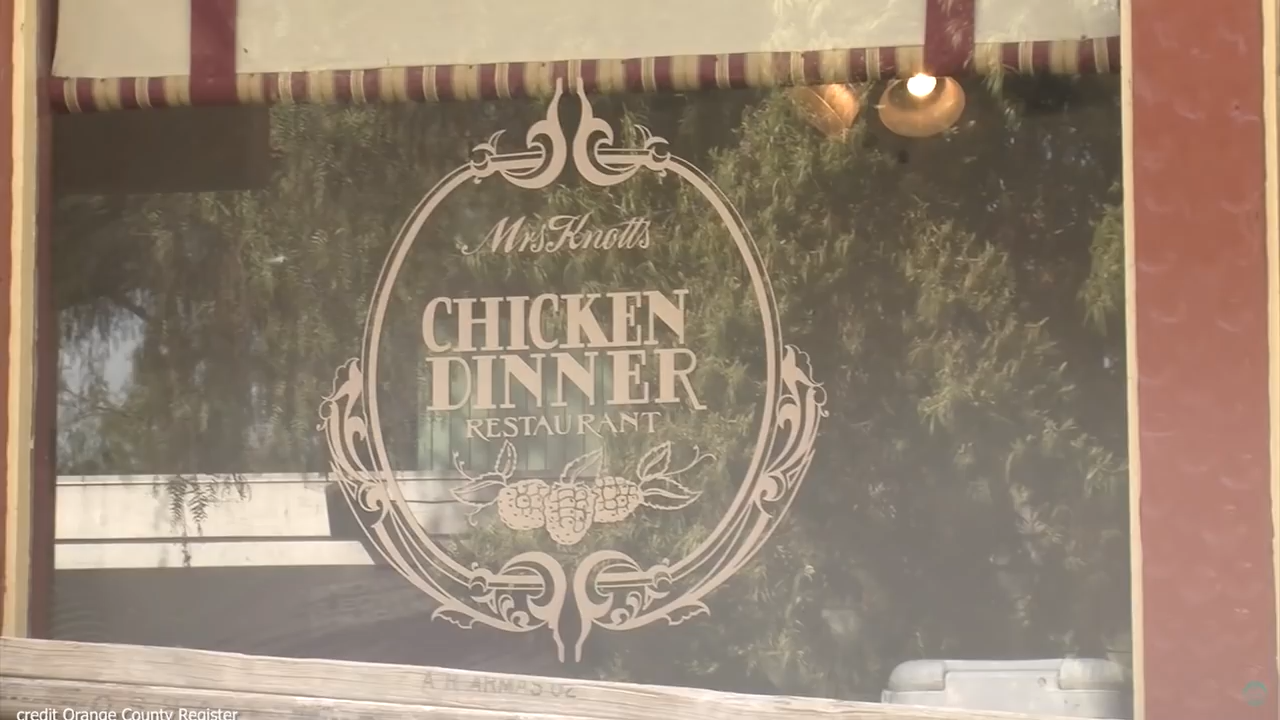 Mrs Knott's
CHICKEN
DINNER
RESTAURANT
credit Orange County Register